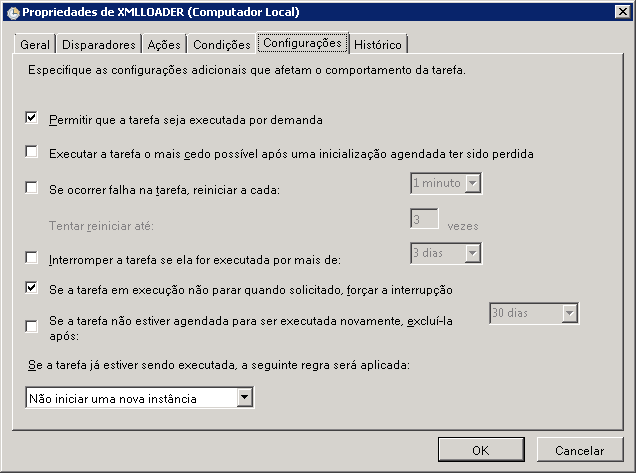 Propriedades de XMLLOADER (Computador Local)
Geral Disparadores Ações Condições Configurações Histórico
Especifique as configurações adicionais que afetam o comportamento da tarefa.
Permitir que a tarefa seja executada por demanda
Executar a tarefa o mais cedo possível após uma inicialização agendada ter sido perdida
Se ocorrer falha na tarefa, reiniciar a cada: 1 minuto
Tentar reiniciar até: 3 vezes
Interromper a tarefa se ela for executada por mais de: 3 dias
Se a tarefa em execução não parar quando solicitado, forçar a interrupção
Se a tarefa não estiver agendada para ser executada novamente, excluí-la 30 dias
após:
Se a tarefa já estiver sendo executada, a seguinte regra será aplicada:
Não iniciar uma nova instância
OK Cancelar